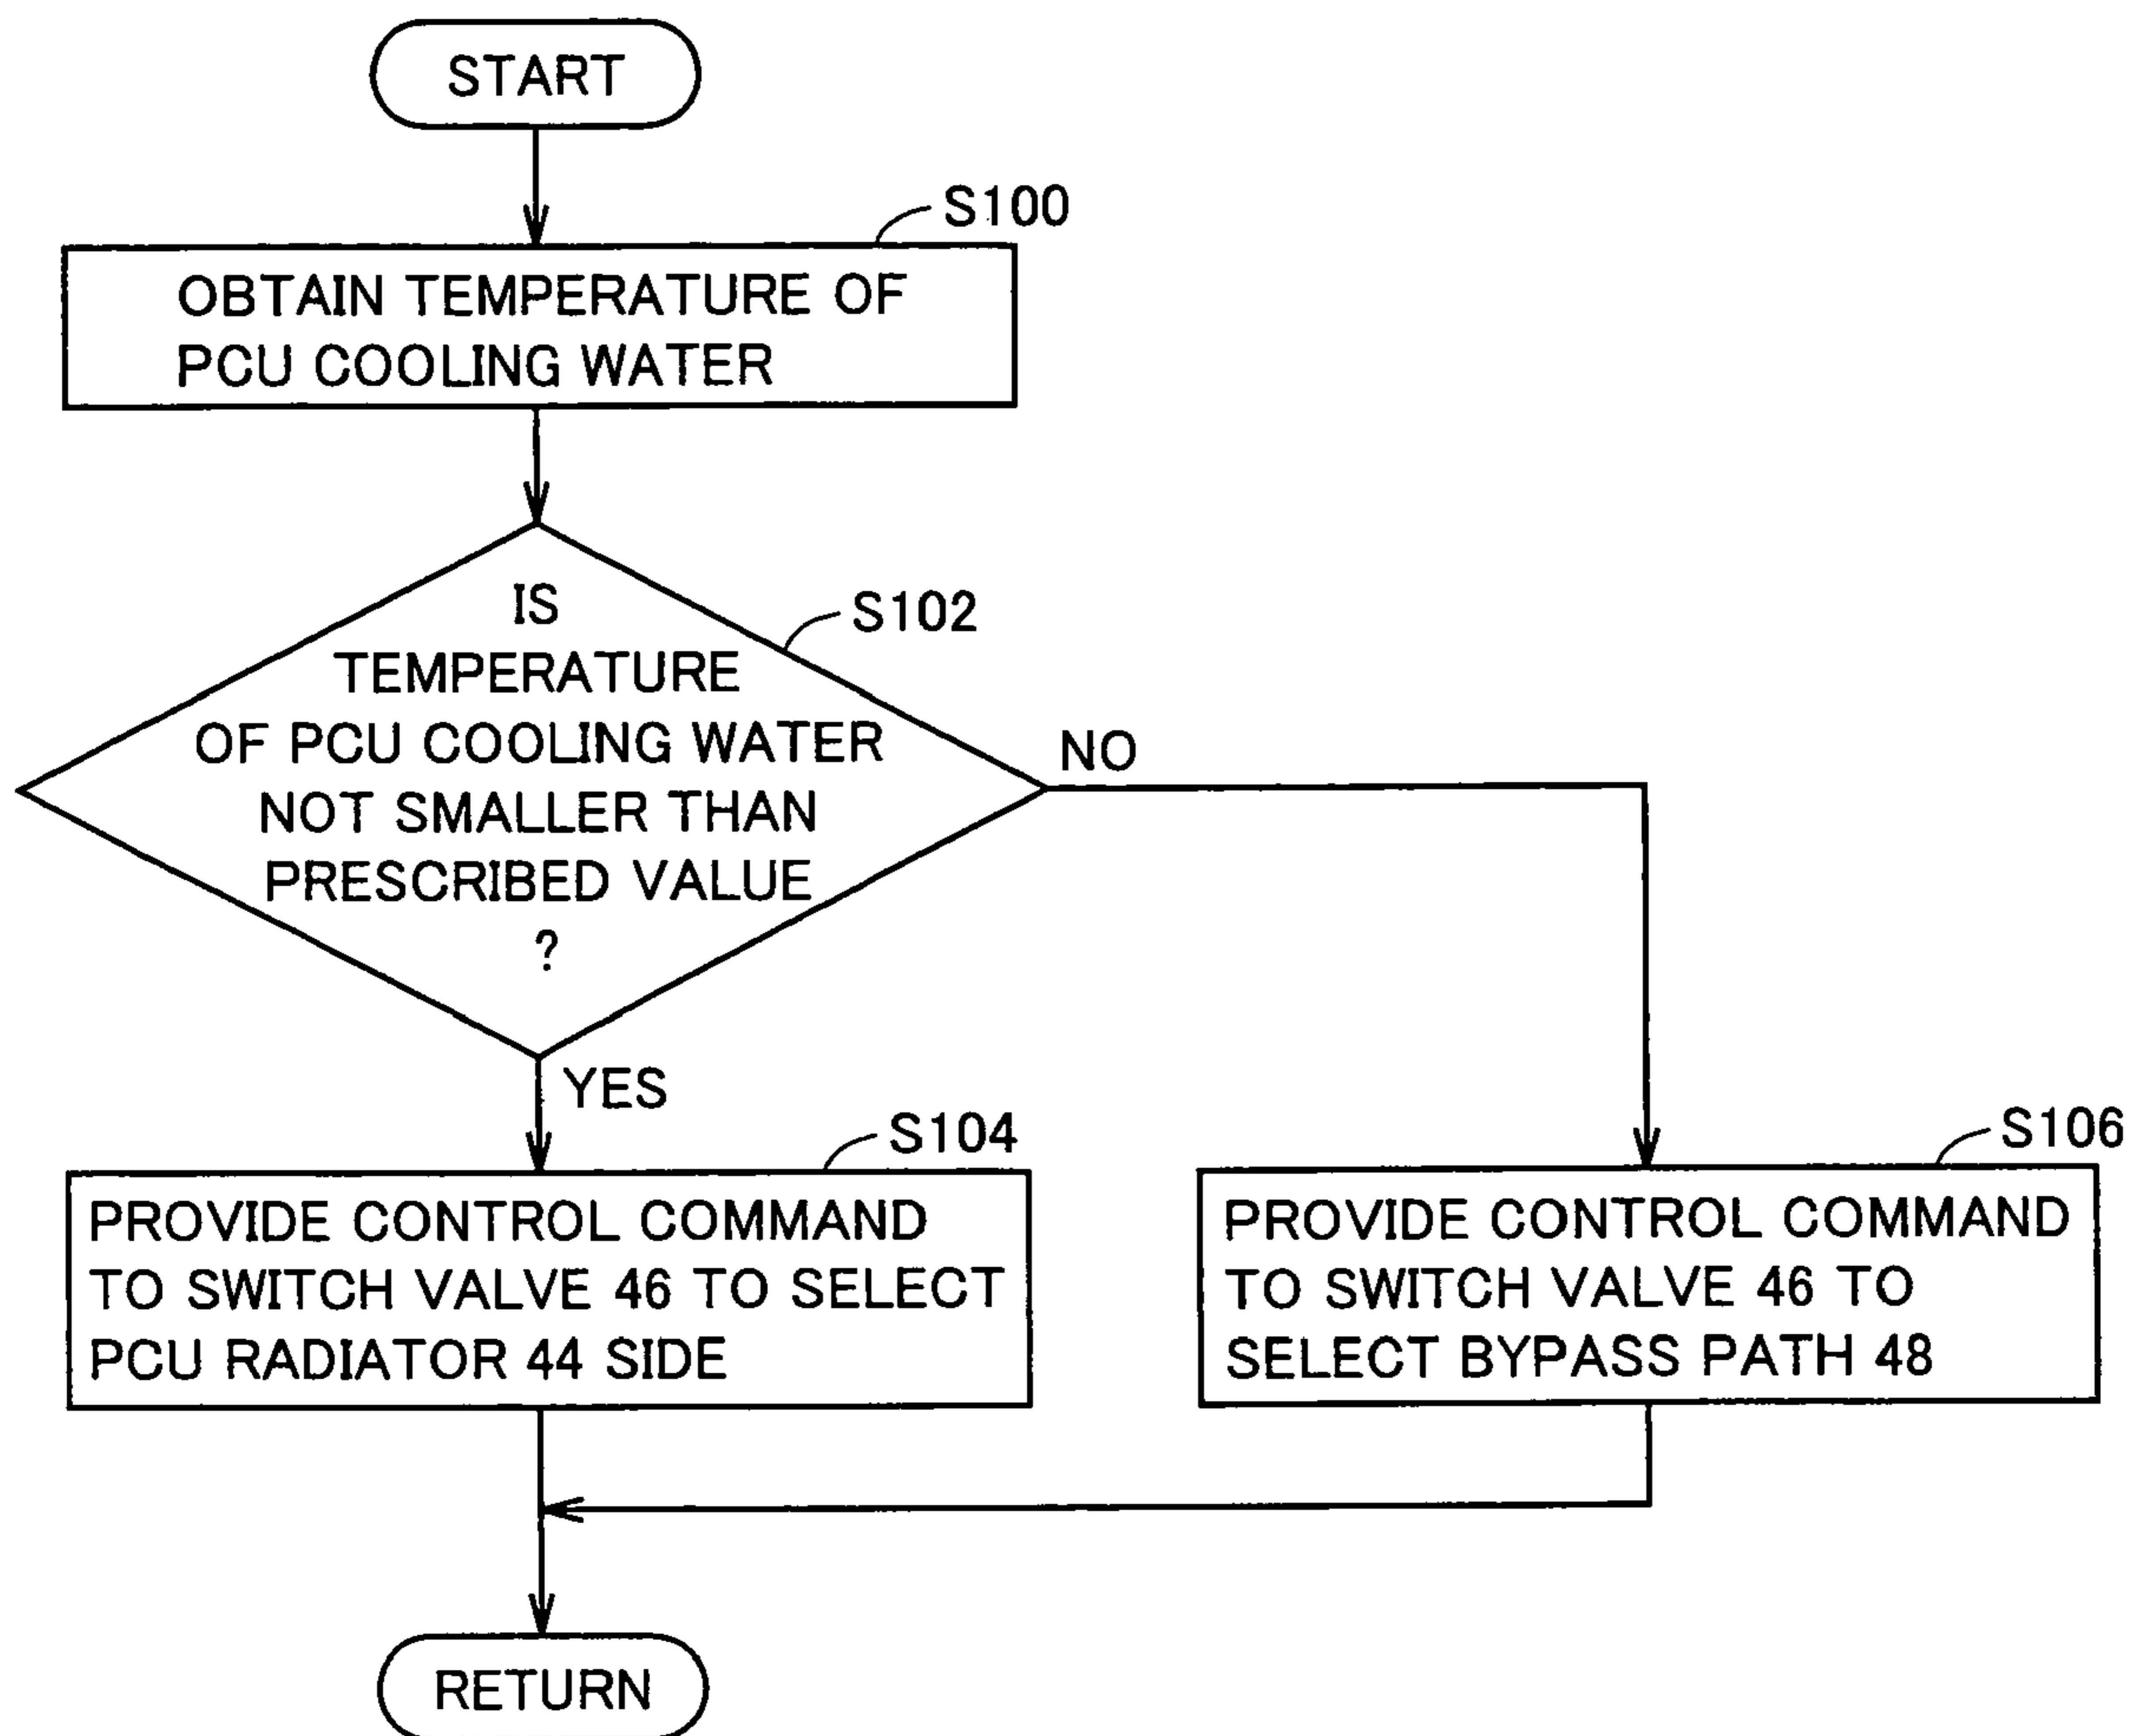 START
S100
OBTAIN TEMPERATURE OF
PCU COOLING WATER
S102
IS
TEMPERATURE
OF PCU COOLING WATER
NOT SMALLER THAN
PRESCRIBED VALUE
?
NO
YES
S104
PROVIDE CONTROL COMMAND
TO SWITCH VALVE 46 TO SELECT
PCU RADIATOR 44 SIDE
S106
PROVIDE CONTROL COMMAND
TO SWITCH VALVE 46 TO
SELECT BYPASS PATH 48
RETURN